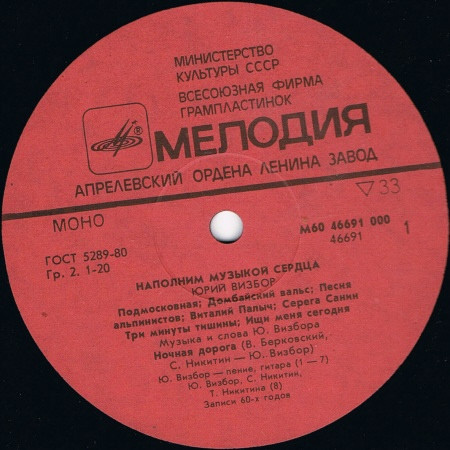 МИНИСТЕРСТВО
КУЛЬТУРЫ СССР
ВСЕСОЮЗНАЯ ФИРМА
ГРАМПЛАСТИНОК
®
МЕЛОДИЯ
АПРЕЛЕВСКИЙ ОРДЕНА ЛЕНИНА ЗАВОД
▽33
МОНО
М60 46691 000
46691
1
ГОСТ 5289-80
Гр. 2. 1-20
НАПОЛНИМ МУЗЫКОЙ СЕРДЦА
ЮРИЙ ВИЗБОР
Подмосковная; Домбайский вальс; Песня
альпинистов; Виталий Палыч; Серега Санин
Три минуты тишины; Ищи меня сегодня
Музыка и слова Ю. Визбора
Ночная дорога (В. Берковский,
С. Никитин — Ю. Визбор)
Ю. Визбор — пение, гитара (1 — 7)
Ю. Визбор, С. Никитин,
Т. Никитина (8)
Записи 60-х годов